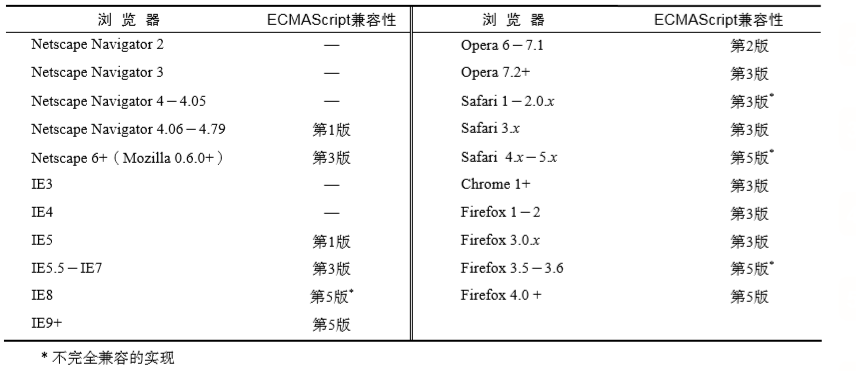 浏览器 ECMAScript兼容性 浏览器 ECMAScript兼容性
Netscape Navigator 2 — Opera 6－7.1 第2版
Netscape Navigator 3 — Opera 7.2+ 第3版
Netscape Navigator 4－4.05 — Safari 1－2.0.x 第3版*
Netscape Navigator 4.06－4.79 第1版 Safari 3.x 第3版
Netscape 6+（Mozilla 0.6.0+） 第3版 Safari 4.x－5.x 第5版*
IE3 — Chrome 1+ 第3版
IE4 — Firefox 1－2 第3版
IE5 第1版 Firefox 3.0.x 第3版
IE5.5－IE7 第3版 Firefox 3.5－3.6 第5版*
IE8 第5版* Firefox 4.0 + 第5版
IE9+ 第5版
* 不完全兼容的实现